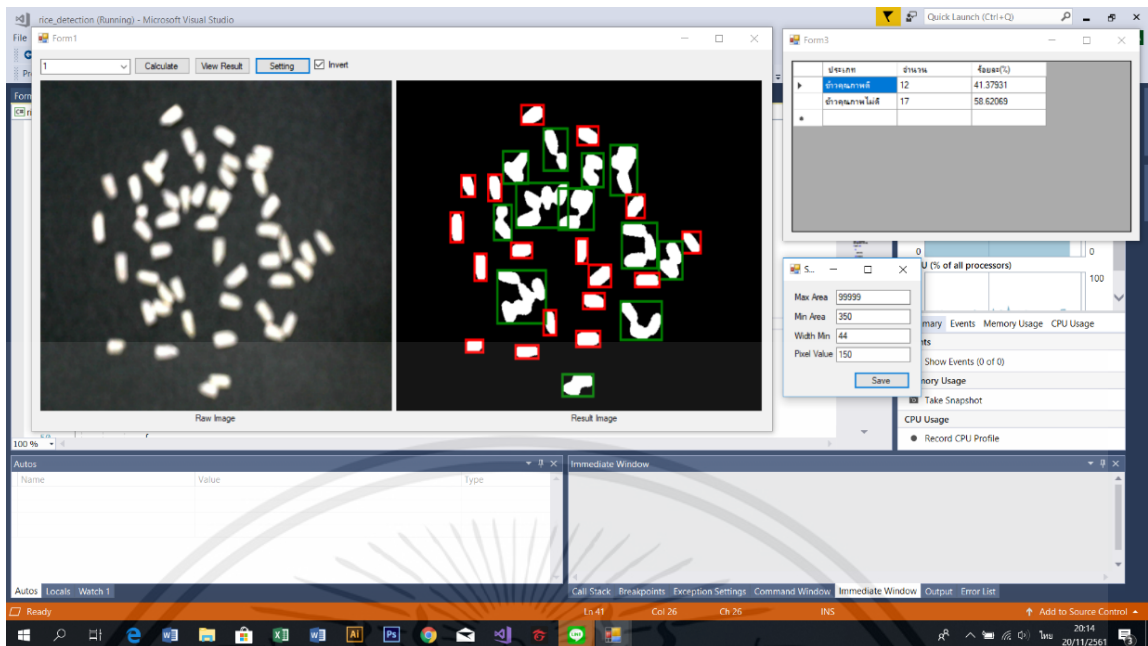 rice_detection (Running) - Microsoft Visual Studio
Quick Launch (Ctrl+Q)
File
Form1
1
Calculate
View Result
Setting
Invert
Raw Image
Result Image
Form3
ประเภท จำนวน ร้อยละ(%)
ข้าวคุณภาพดี 12 41.37931
ข้าวคุณภาพไม่ดี 17 58.62069
0 0
U (% of all processors)
100
S...
Max Area 99999
Min Area 350
Width Min 44
Pixel Value 150
Save
mary Events Memory Usage CPU Usage
nts
Show Events (0 of 0)
mory Usage
Take Snapshot
CPU Usage
Record CPU Profile
100 %
Autos
Name Value Type
Immediate Window
Autos Locals Watch 1
Call Stack Breakpoints Exception Settings Command Window Immediate Window Output Error List
Ready
Ln 41 Col 26 Ch 26 INS
Add to Source Control
ไทย
20:14
20/11/2561